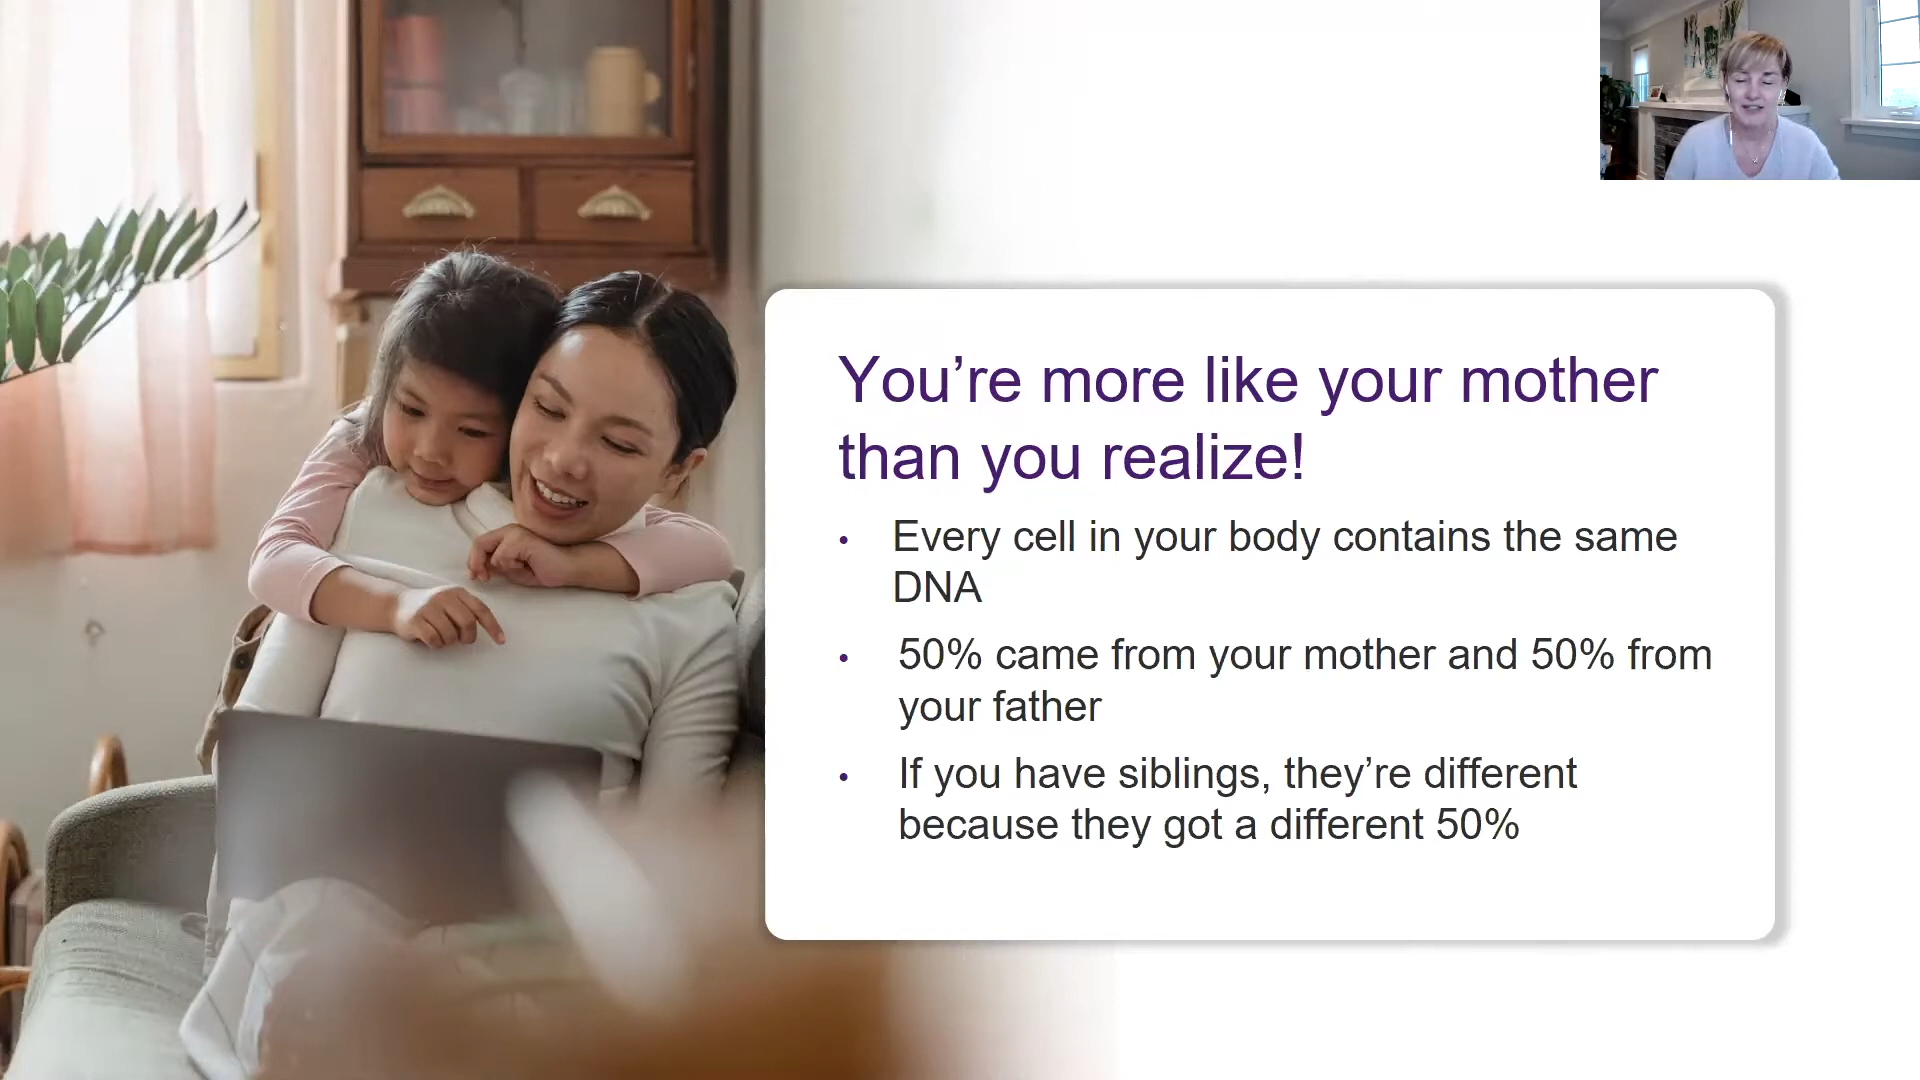 You’re more like your mother
than you realize!
• Every cell in your body contains the same
DNA
• 50% came from your mother and 50% from
your father
• If you have siblings, they’re different
because they got a different 50%